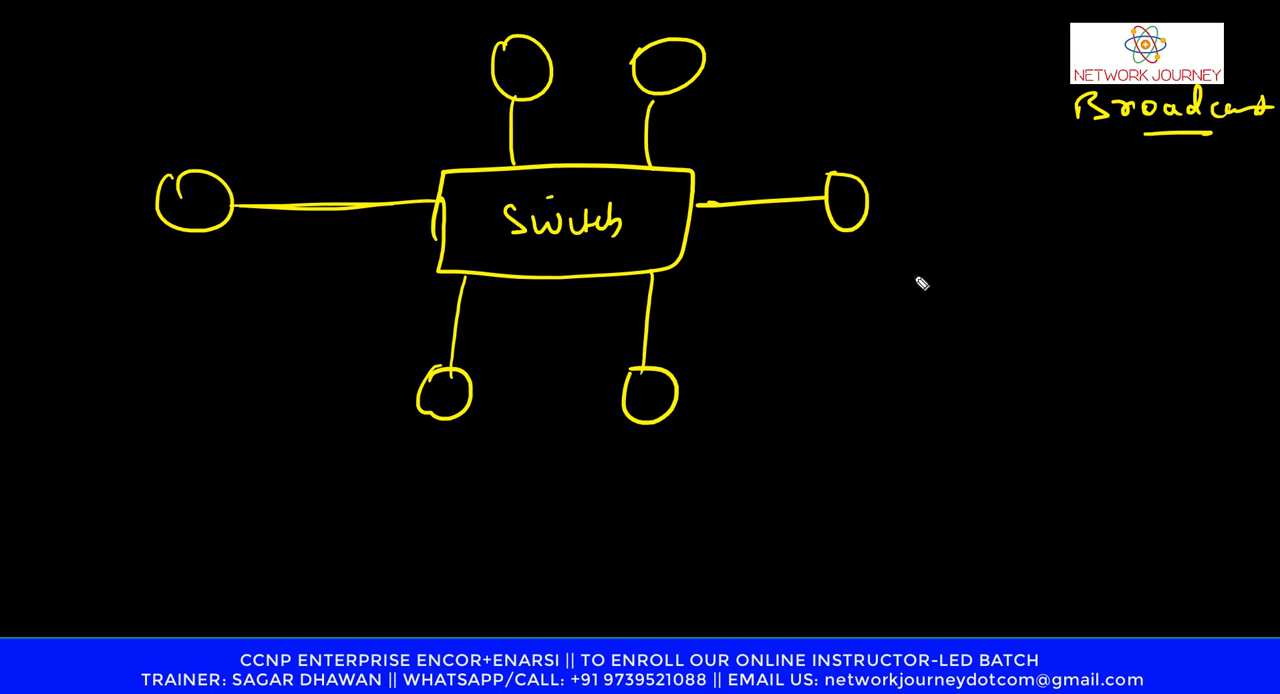 NETWORK JOURNEY
Broadcast
Switch
CCNP ENTERPRISE ENCOR+ENARSI || TO ENROLL OUR ONLINE INSTRUCTOR-LED BATCH
TRAINER: SAGAR DHAWAN || WHATSAPP/CALL: +91 9739521088 || EMAIL US: networkjourneydotcom@gmail.com